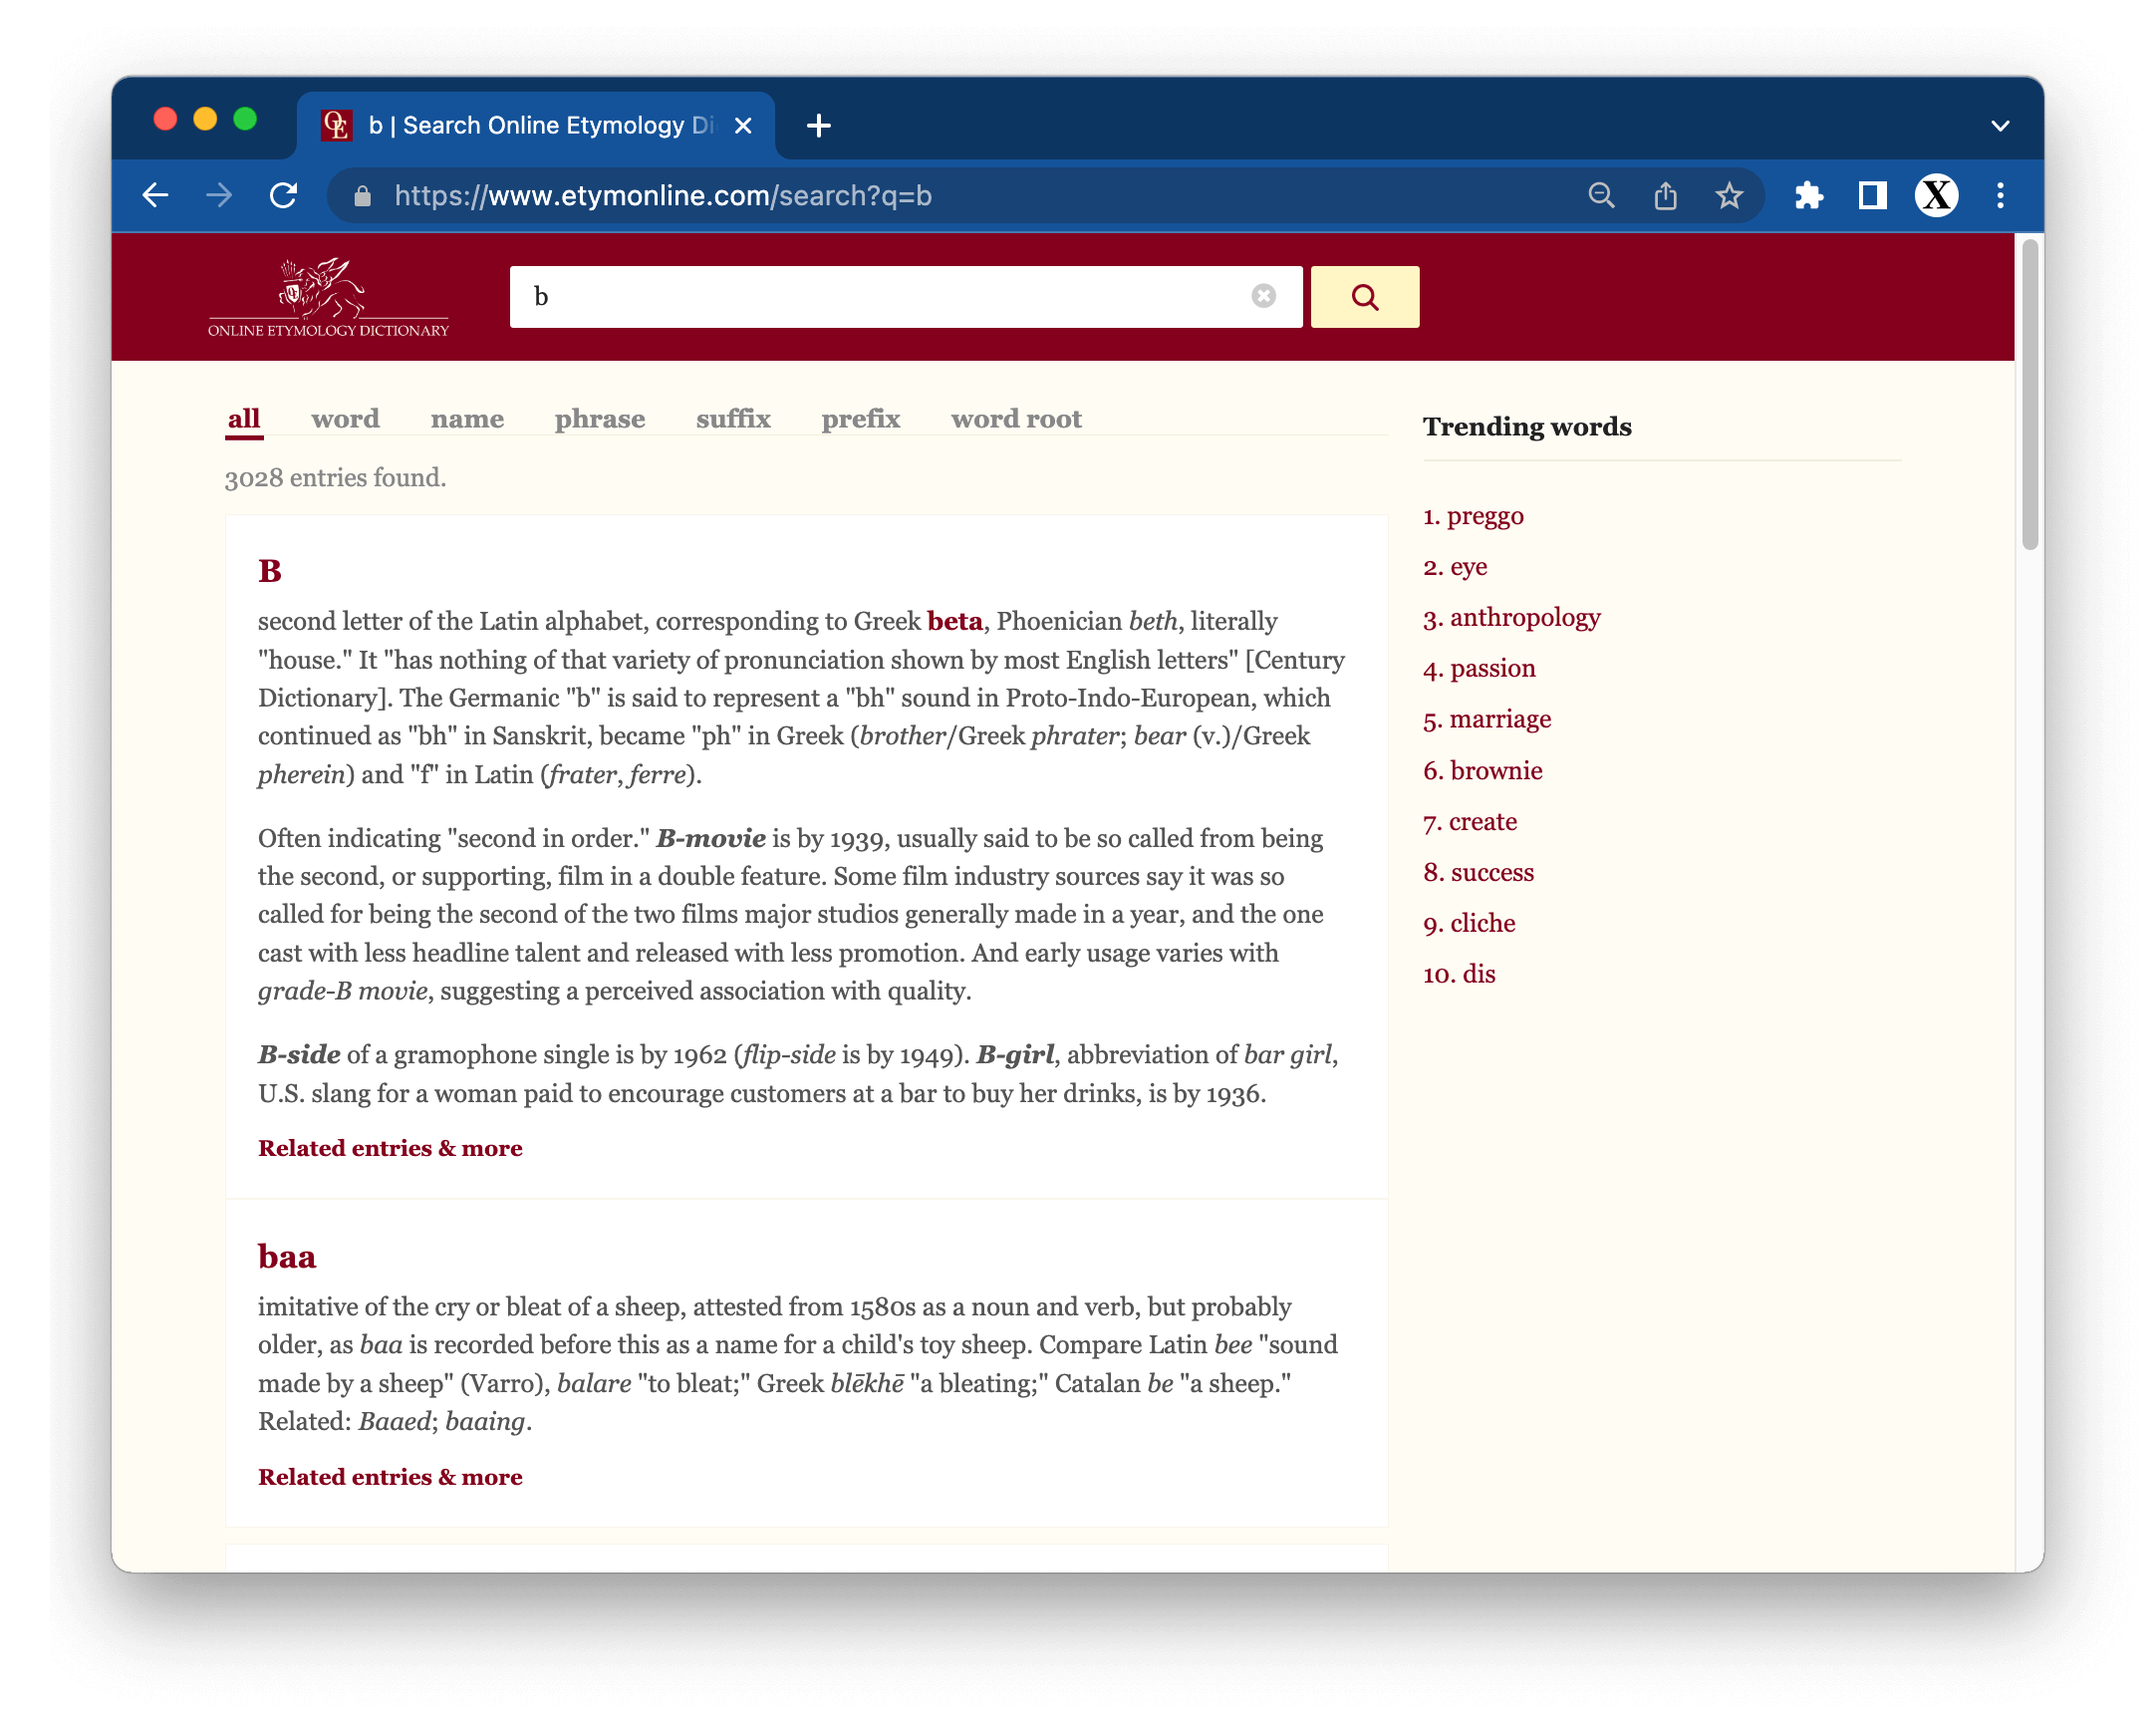 b | Search Online Etymology Di
https://www.etymonline.com/search?q=b
X
OE
ONLINE ETYMOLOGY DICTIONARY
b
all word name phrase suffix prefix word root
3028 entries found.
B
second letter of the Latin alphabet, corresponding to Greek beta, Phoenician beth, literally
"house." It "has nothing of that variety of pronunciation shown by most English letters" [Century
Dictionary]. The Germanic "b" is said to represent a "bh" sound in Proto-Indo-European, which
continued as "bh" in Sanskrit, became "ph" in Greek (brother/Greek phrater; bear (v.)/Greek
pherein) and "f" in Latin (frater, ferre).
Often indicating "second in order." B-movie is by 1939, usually said to be so called from being
the second, or supporting, film in a double feature. Some film industry sources say it was so
called for being the second of the two films major studios generally made in a year, and the one
cast with less headline talent and released with less promotion. And early usage varies with
grade-B movie, suggesting a perceived association with quality.
B-side of a gramophone single is by 1962 (flip-side is by 1949). B-girl, abbreviation of bar girl,
U.S. slang for a woman paid to encourage customers at a bar to buy her drinks, is by 1936.
Related entries & more
baa
imitative of the cry or bleat of a sheep, attested from 1580s as a noun and verb, but probably
older, as baa is recorded before this as a name for a child's toy sheep. Compare Latin bee "sound
made by a sheep" (Varro), balare "to bleat;" Greek blēkhē "a bleating;" Catalan be "a sheep."
Related: Baaed; baaing.
Related entries & more
Trending words
1. preggo
2. eye
3. anthropology
4. passion
5. marriage
6. brownie
7. create
8. success
9. cliche
10. dis